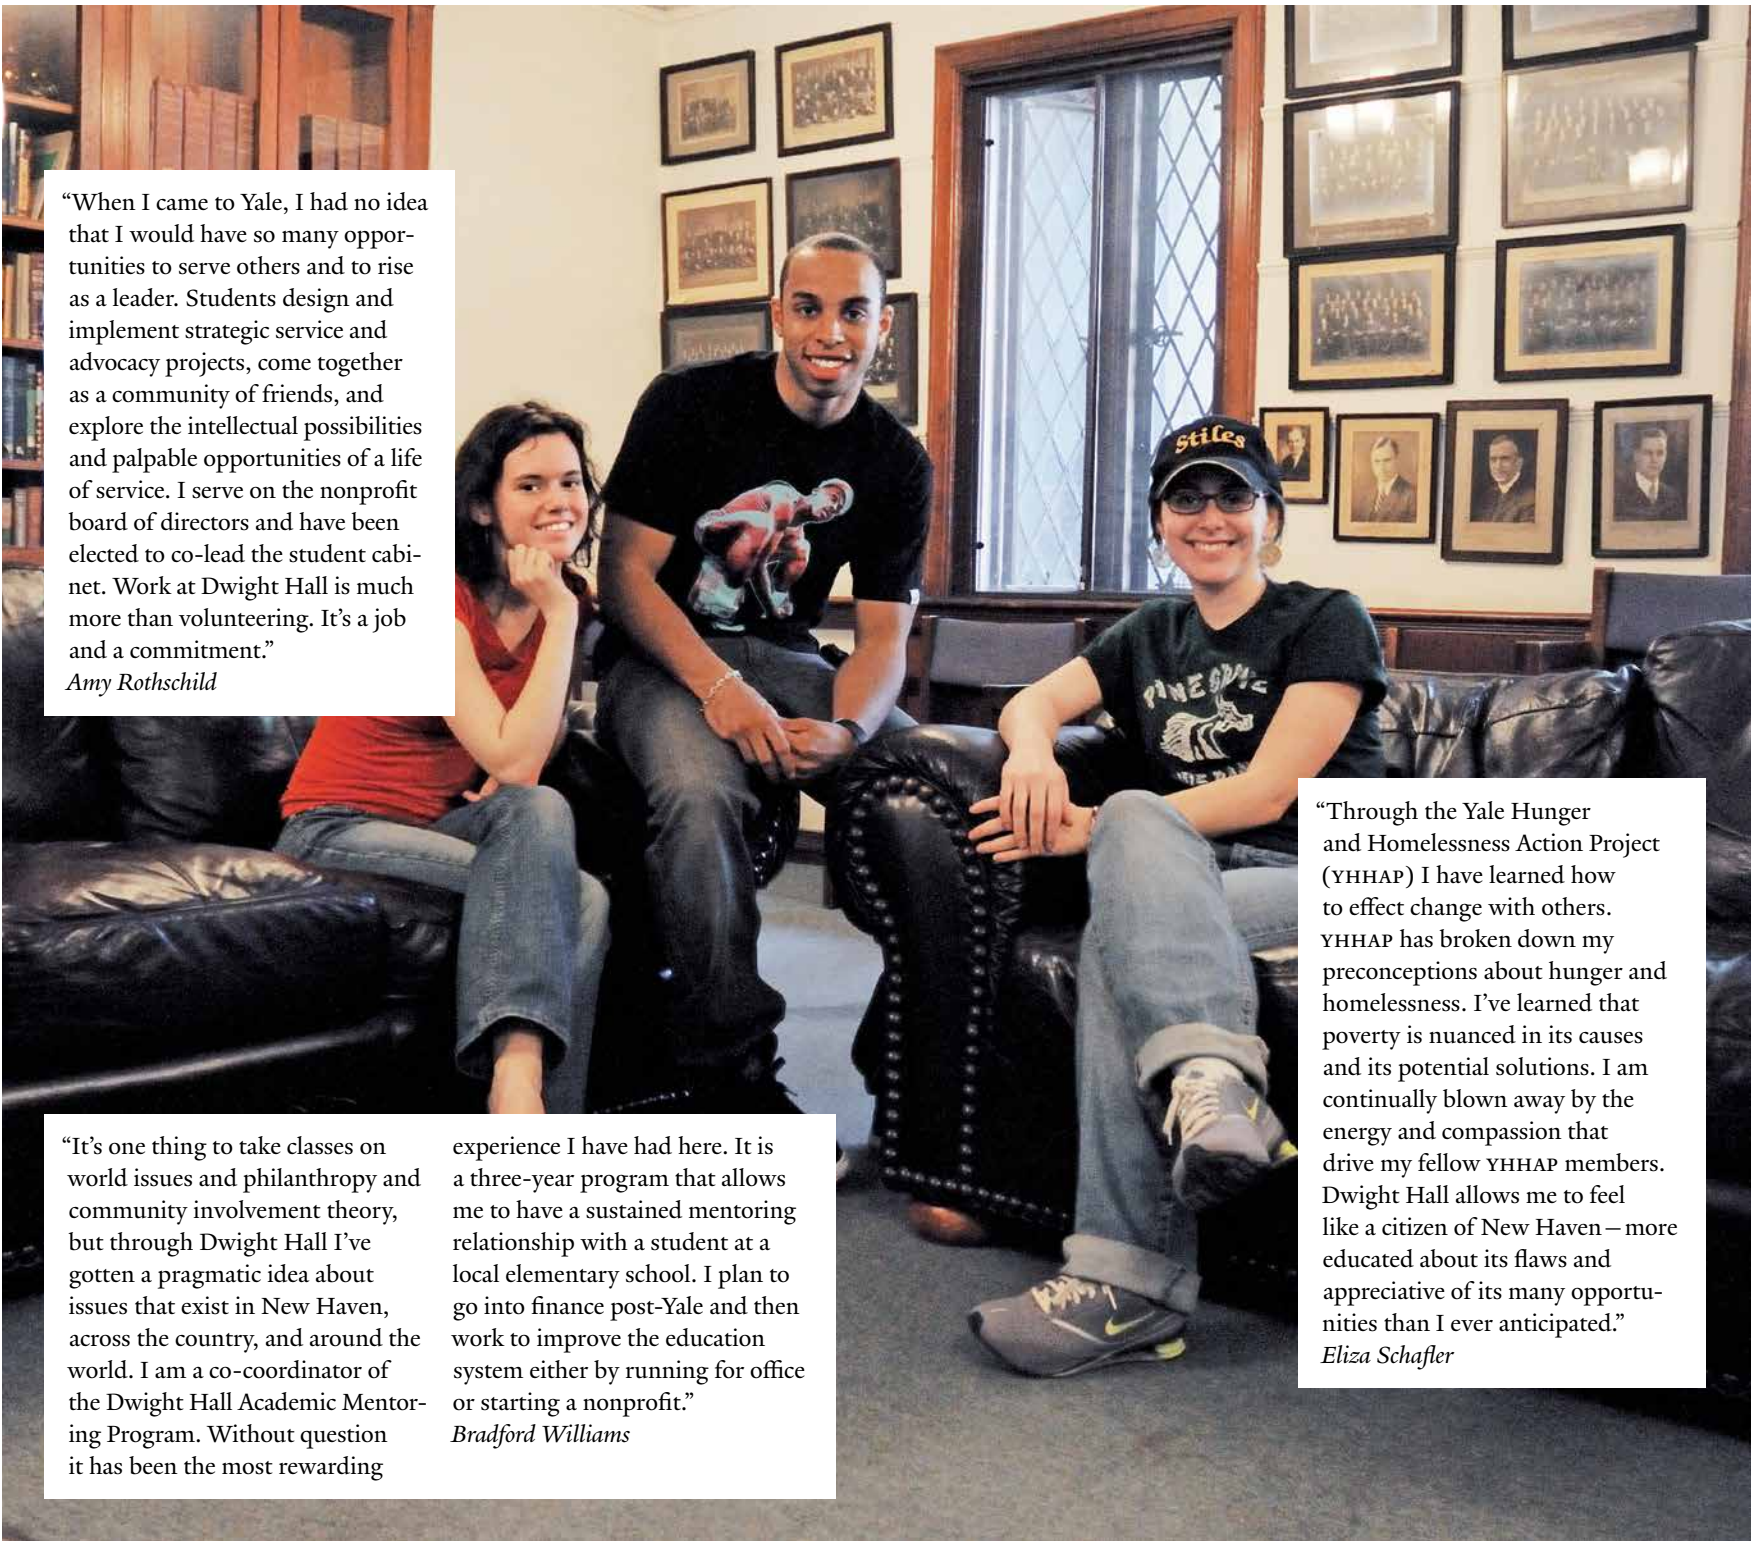 “When I came to Yale, I had no idea
that I would have so many oppor-
tunities to serve others and to rise
as a leader. Students design and
implement strategic service and
advocacy projects, come together
as a community of friends, and
explore the intellectual possibilities
and palpable opportunities of a life
of service. I serve on the nonprofit
board of directors and have been
elected to co-lead the student cabi-
net. Work at Dwight Hall is much
more than volunteering. It’s a job
and a commitment.”
Amy Rothschild
Stiles
“Through the Yale Hunger
and Homelessness Action Project
(YHHAP) I have learned how
to effect change with others.
YHHAP has broken down my
preconceptions about hunger and
homelessness. I’ve learned that
poverty is nuanced in its causes
and its potential solutions. I am
continually blown away by the
energy and compassion that
drive my fellow YHHAP members.
Dwight Hall allows me to feel
like a citizen of New Haven – more
educated about its flaws and
appreciative of its many opportu-
nities than I ever anticipated.”
Eliza Schafler
“It’s one thing to take classes on
world issues and philanthropy and
community involvement theory,
but through Dwight Hall I’ve
gotten a pragmatic idea about
issues that exist in New Haven,
across the country, and around the
world. I am a co-coordinator of
the Dwight Hall Academic Mentor-
ing Program. Without question
it has been the most rewarding
experience I have had here. It is
a three-year program that allows
me to have a sustained mentoring
relationship with a student at a
local elementary school. I plan to
go into finance post-Yale and then
work to improve the education
system either by running for office
or starting a nonprofit.”
Bradford Williams